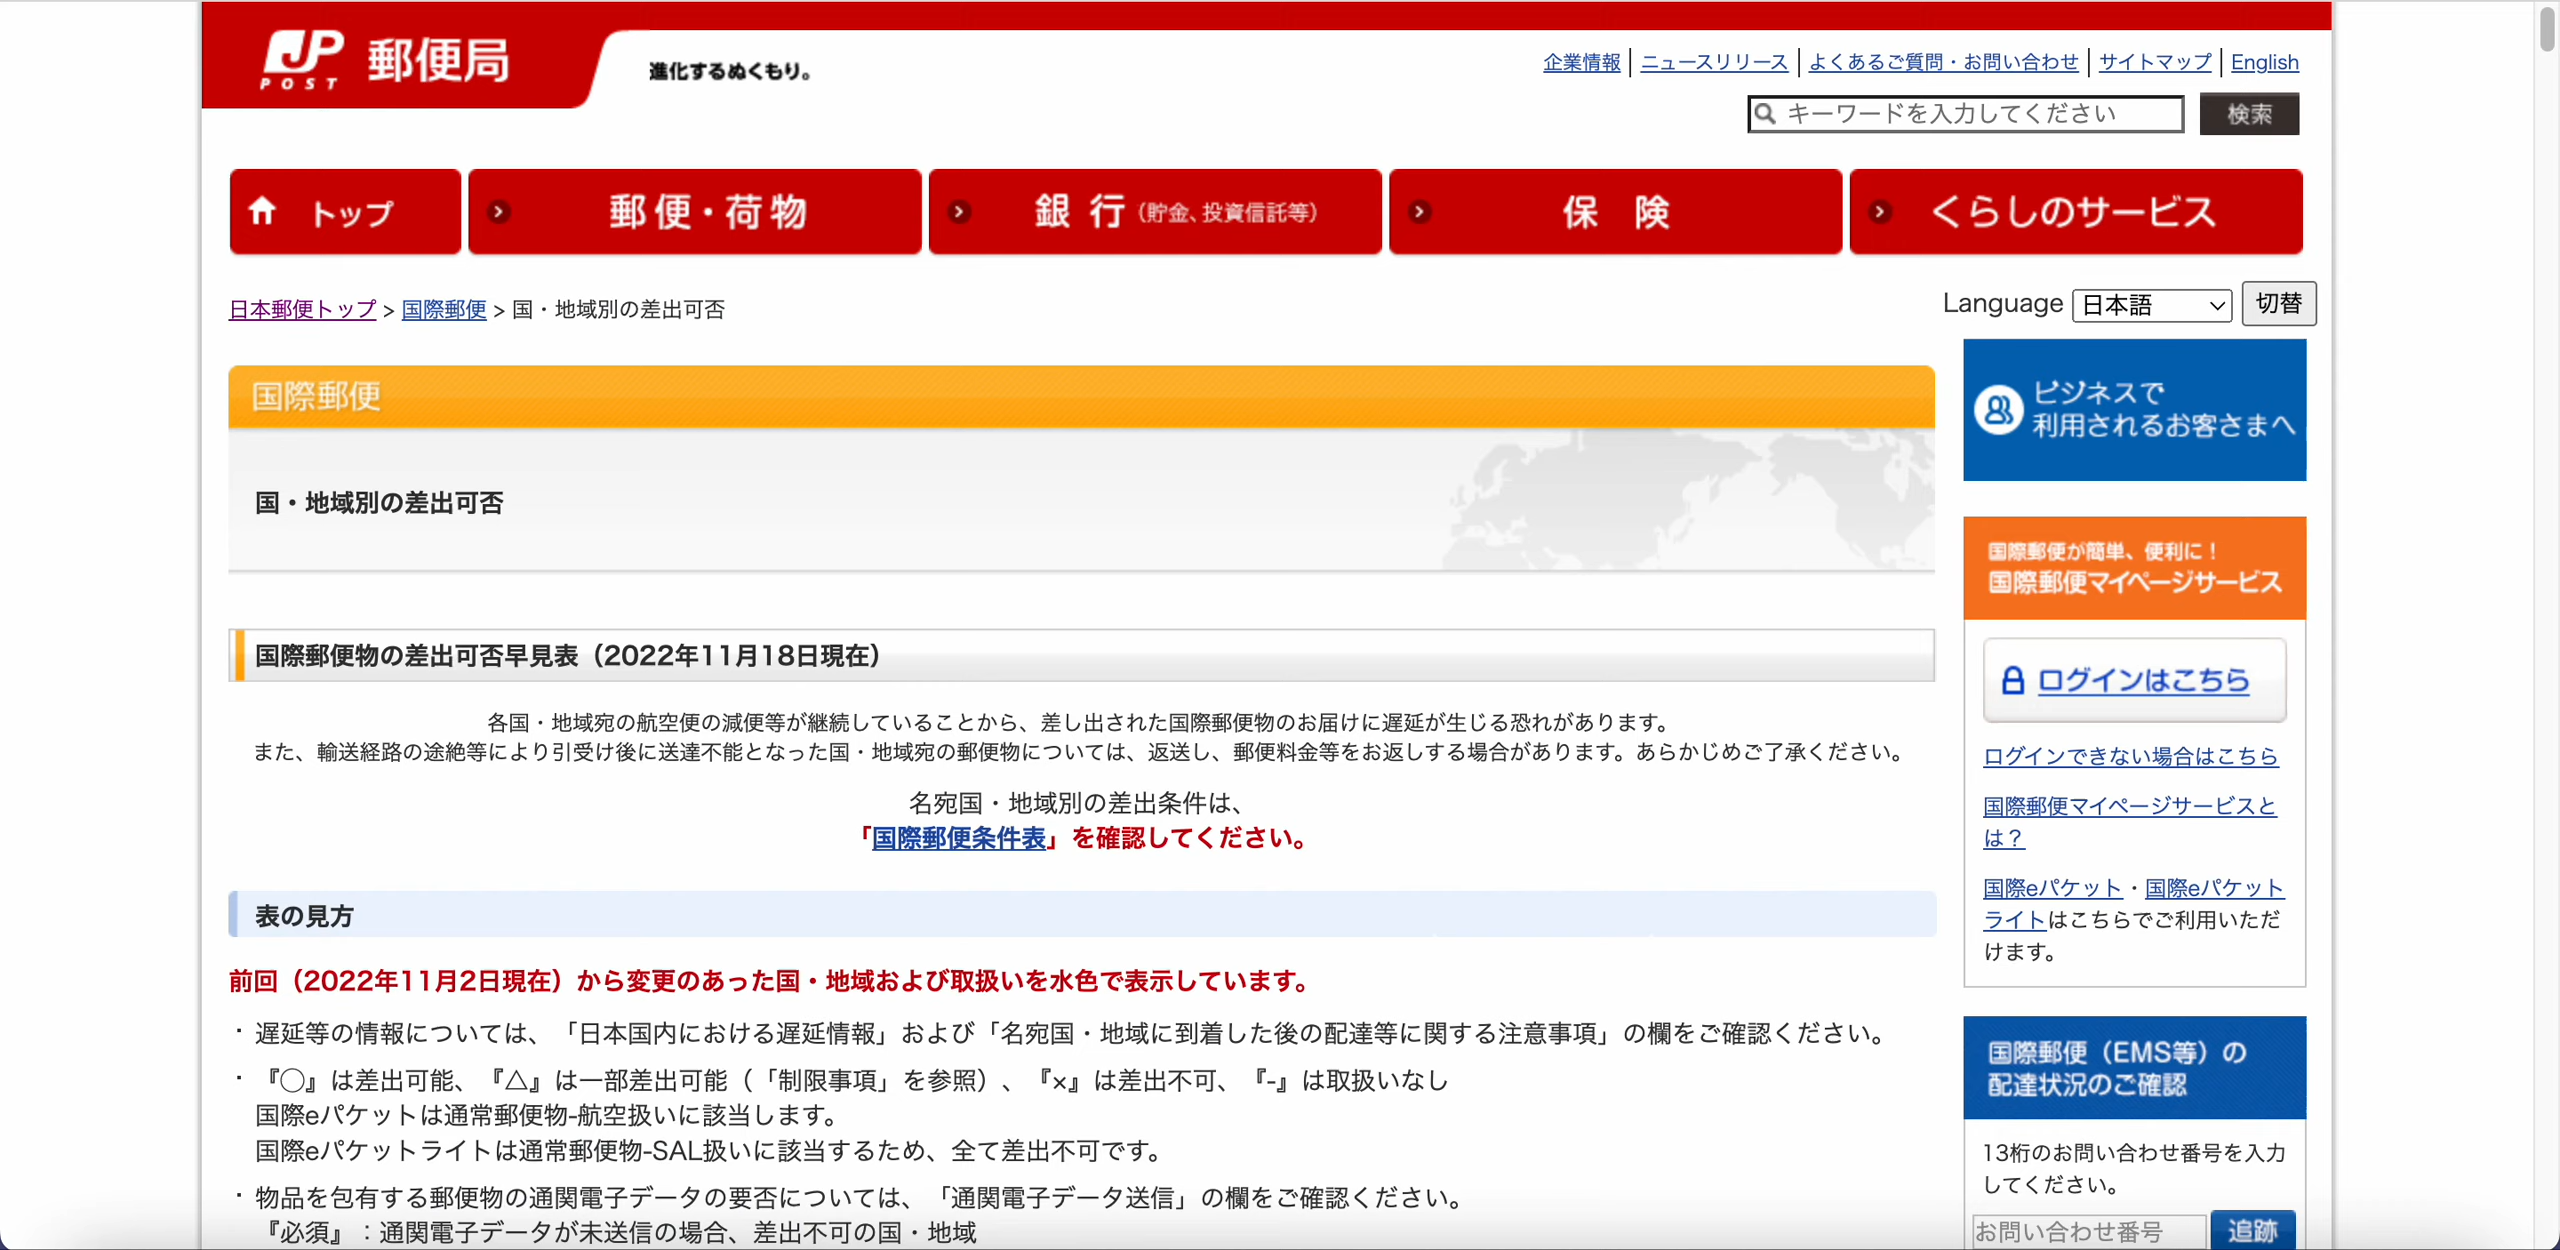 JP POST 郵便局
進化するぬくもり。
企業情報 ニュースリリース よくあるご質問・お問い合わせ サイトマップ English
キーワードを入力してください 検索
トップ 郵便・荷物 銀行(貯金、投資信託等) 保険 くらしのサービス
日本郵便トップ > 国際郵便 > 国・地域別の差出可否
Language 日本語 切替
国際郵便
国・地域別の差出可否
国際郵便物の差出可否早見表（2022年11月18日現在）
各国・地域宛の航空便の減便等が継続していることから、差し出された国際郵便物のお届けに遅延が生じる恐れがあります。
また、輸送経路の途絶等により引受け後に送達不能となった国・地域宛の郵便物については、返送し、郵便料金等をお返しする場合があります。あらかじめご了承ください。
名宛国・地域別の差出条件は、
「国際郵便条件表」を確認してください。
表の見方
前回（2022年11月2日現在）から変更のあった国・地域および取扱いを水色で表示しています。
・ 遅延等の情報については、「日本国内における遅延情報」および「名宛国・地域に到着した後の配達等に関する注意事項」の欄をご確認ください。
・ 『○』は差出可能、『△』は一部差出可能（「制限事項」を参照）、『×』は差出不可、『-』は取扱いなし
国際eパケットは通常郵便物-航空扱いに該当します。
国際eパケットライトは通常郵便物-SAL扱いに該当するため、全て差出不可です。
・ 物品を包有する郵便物の通関電子データの要否については、「通関電子データ送信」の欄をご確認ください。
『必須』：通関電子データが未送信の場合、差出不可の国・地域
ビジネスで
利用されるお客さまへ
国際郵便が簡単、便利に！
国際郵便マイページサービス
ログインはこちら
ログインできない場合はこちら
国際郵便マイページサービスと
は？
国際eパケット・国際eパケット
ライトはこちらでご利用いただ
けます。
国際郵便（EMS等）の
配達状況のご確認
13桁のお問い合わせ番号を入力
してください。
お問い合わせ番号 追跡